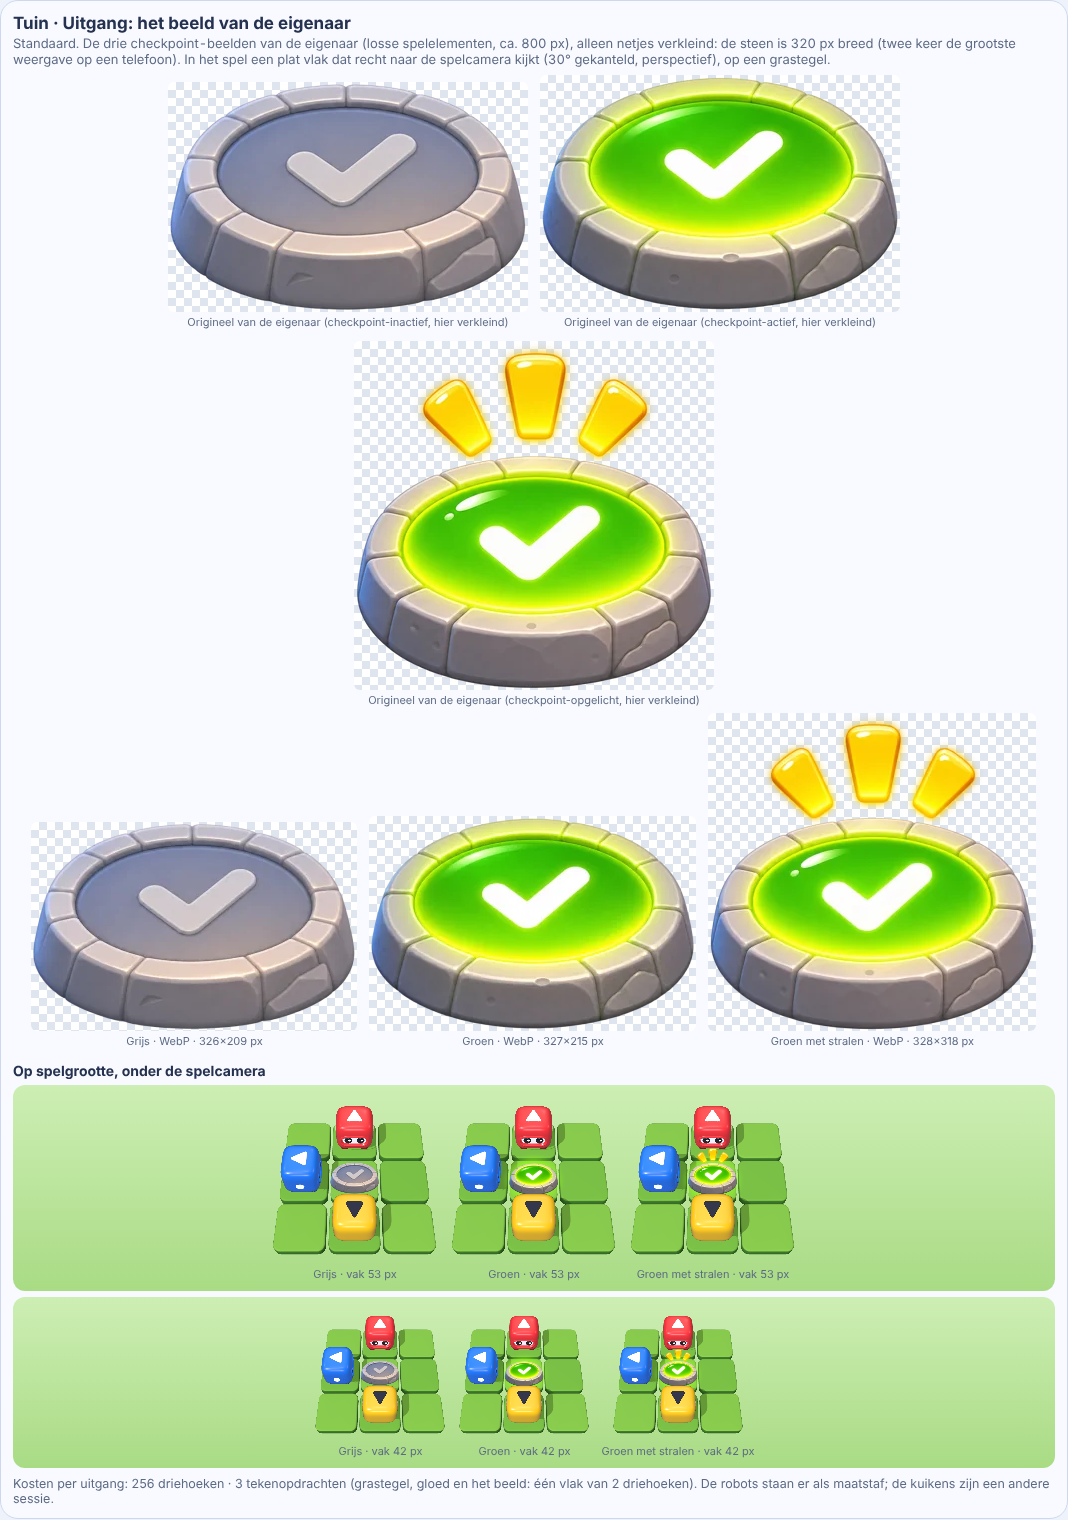 Tuin · Uitgang: het beeld van de eigenaar
Standaard. De drie checkpoint-beelden van de eigenaar (losse spelelementen, ca. 800 px), alleen netjes verkleind: de steen is 320 px breed (twee keer de grootste
weergave op een telefoon). In het spel een plat vlak dat recht naar de spelcamera kijkt (30° gekanteld, perspectief), op een grastegel.
Origineel van de eigenaar (checkpoint-inactief, hier verkleind)
Origineel van de eigenaar (checkpoint-actief, hier verkleind)
Origineel van de eigenaar (checkpoint-opgelicht, hier verkleind)
Grijs · WebP · 326×209 px
Groen · WebP · 327×215 px
Groen met stralen · WebP · 328×318 px
Op spelgrootte, onder de spelcamera
Grijs · vak 53 px
Groen · vak 53 px
Groen met stralen · vak 53 px
Grijs · vak 42 px
Groen · vak 42 px
Groen met stralen · vak 42 px
Kosten per uitgang: 256 driehoeken · 3 tekenopdrachten (grastegel, gloed en het beeld: één vlak van 2 driehoeken). De robots staan er als maatstaf; de kuikens zijn een andere
sessie.